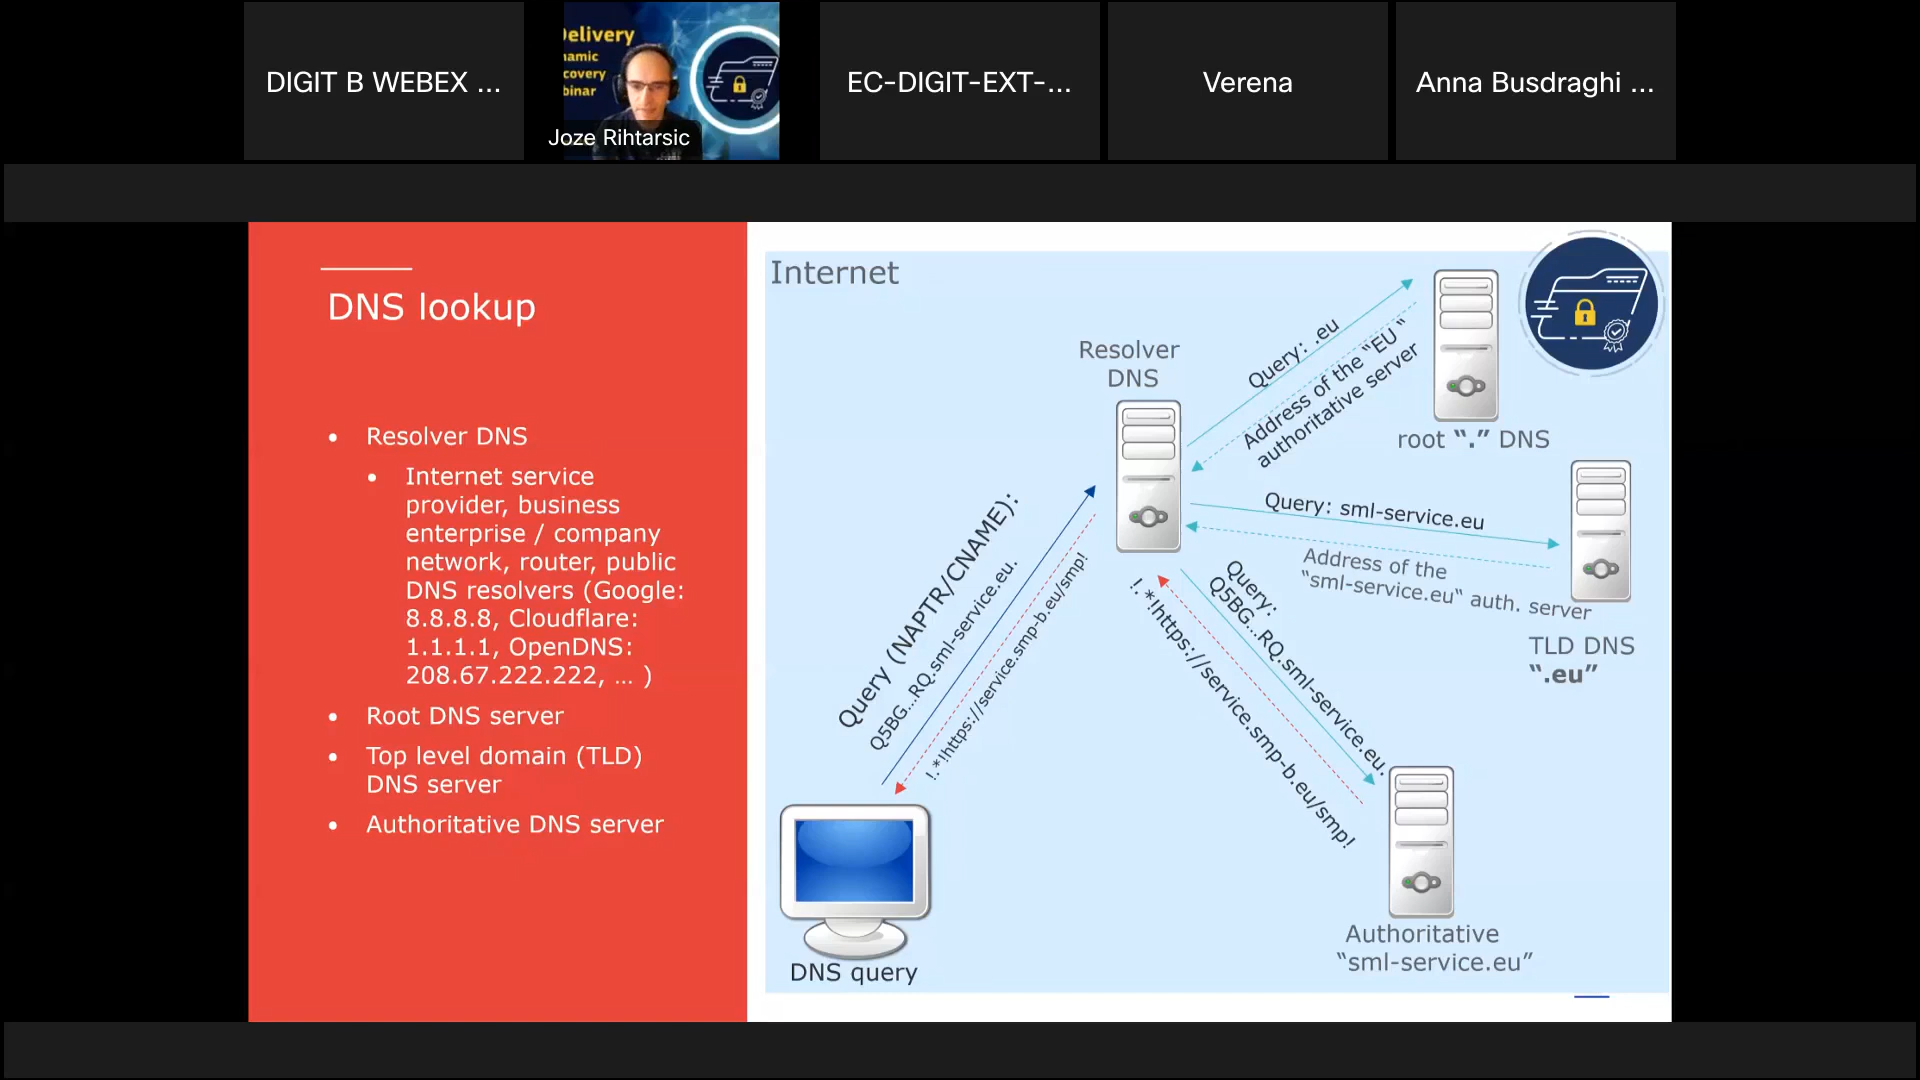 DIGIT B WEBEX ...
Delivery
namic
covery
binar
Joze Rihtarsic
EC-DIGIT-EXT-...
Verena
Anna Busdraghi ...
DNS lookup
• Resolver DNS
• Internet service
provider, business
enterprise / company
network, router, public
DNS resolvers (Google:
8.8.8.8, Cloudflare:
1.1.1.1, OpenDNS:
208.67.222.222, … )
• Root DNS server
• Top level domain (TLD)
DNS server
• Authoritative DNS server
Internet
Resolver
DNS
Query: .eu
Address of the “EU “
authoritative server
root “.” DNS
Query: sml-service.eu
Address of the
“sml-service.eu“ auth. server
TLD DNS
“.eu”
Query (NAPTR/CNAME):
Q5BG...RQ.sml-service.eu.
!.*!https://service.smp-b.eu/smp!
Query:
Q5BG...RQ.sml-service.eu.
!.*!https://service.smp-b.eu/smp!
Authoritative
“sml-service.eu”
DNS query